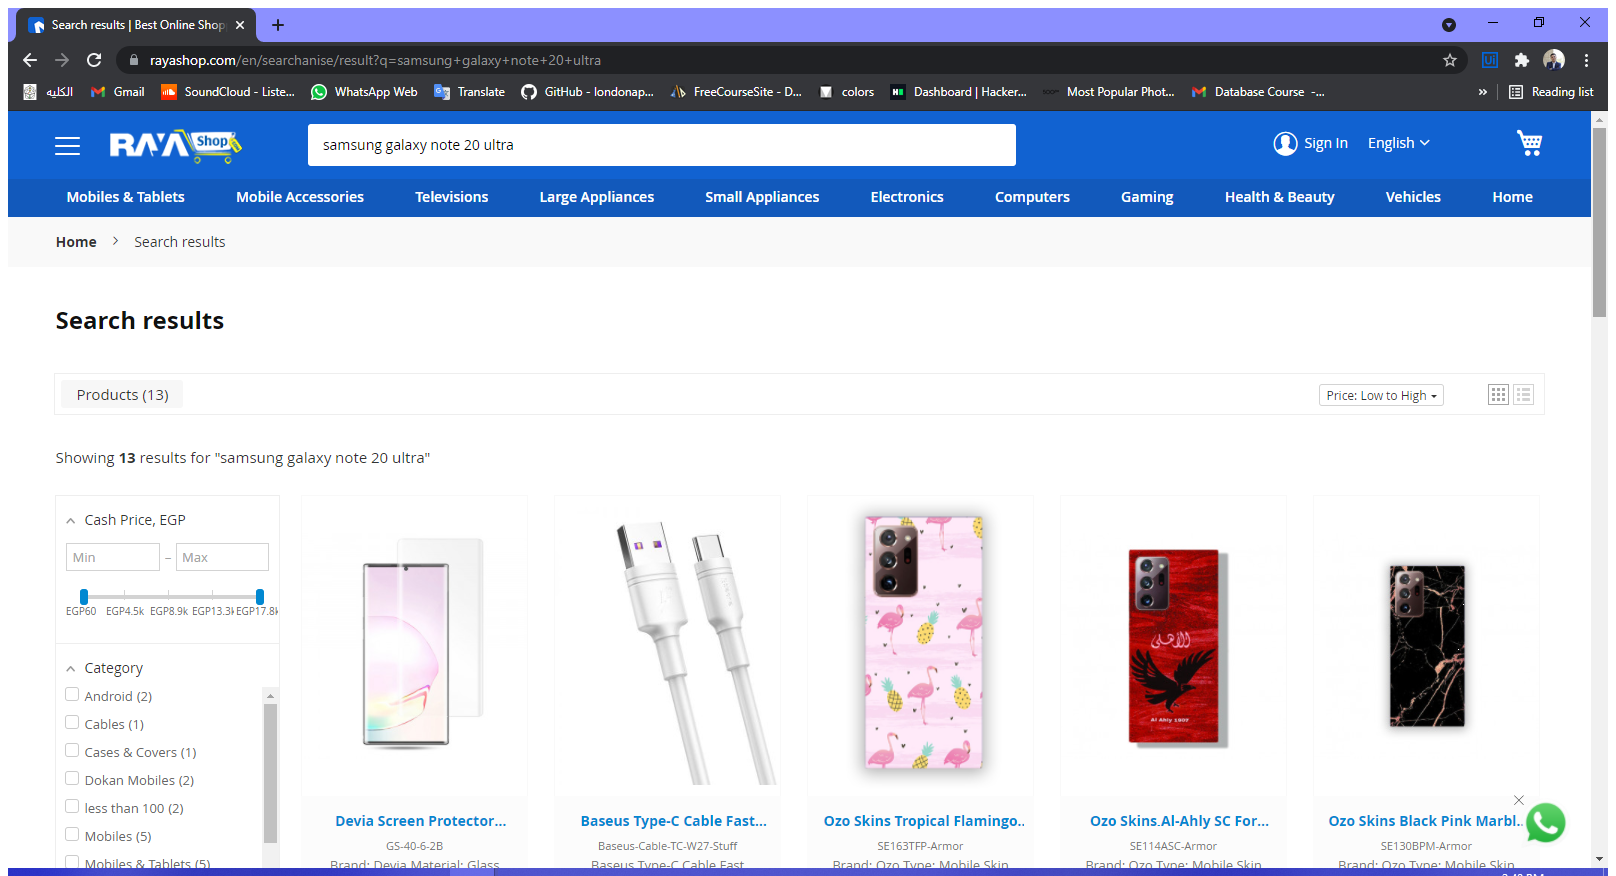 Search results | Best Online Shop
rayashop.com/en/searchanise/result?q=samsung+galaxy+note+20+ultra
الكليه Gmail SoundCloud - Liste... WhatsApp Web Translate GitHub - londonap... FreeCourseSite - D... colors Dashboard | Hacker... Most Popular Phot... Database Course -... » Reading list
RAYA Shop samsung galaxy note 20 ultra Sign In English
Mobiles & Tablets Mobile Accessories Televisions Large Appliances Small Appliances Electronics Computers Gaming Health & Beauty Vehicles Home
Home > Search results
Search results
Products (13) Price: Low to High
Showing 13 results for "samsung galaxy note 20 ultra"
Cash Price, EGP
Min – Max
EGP60 EGP4.5k EGP8.9k EGP13.3k EGP17.8k
Category
Android (2)
Cables (1)
Cases & Covers (1)
Dokan Mobiles (2)
less than 100 (2)
Mobiles (5)
Mobiles & Tablets (5)
الأهلى
Al Ahly 1907
Devia Screen Protector... Baseus Type-C Cable Fast... Ozo Skins Tropical Flamingo.. Ozo Skins.Al-Ahly SC For... Ozo Skins Black Pink Marbl..
GS-40-6-2B Baseus-Cable-TC-W27-Stuff SE163TFP-Armor SE114ASC-Armor SE130BPM-Armor
Brand: Devia Material: Glass Baseus Type-C Cable Fast Brand: Ozo Type: Mobile Skin Brand: Ozo Type: Mobile Skin Brand: Ozo Type: Mobile Skin